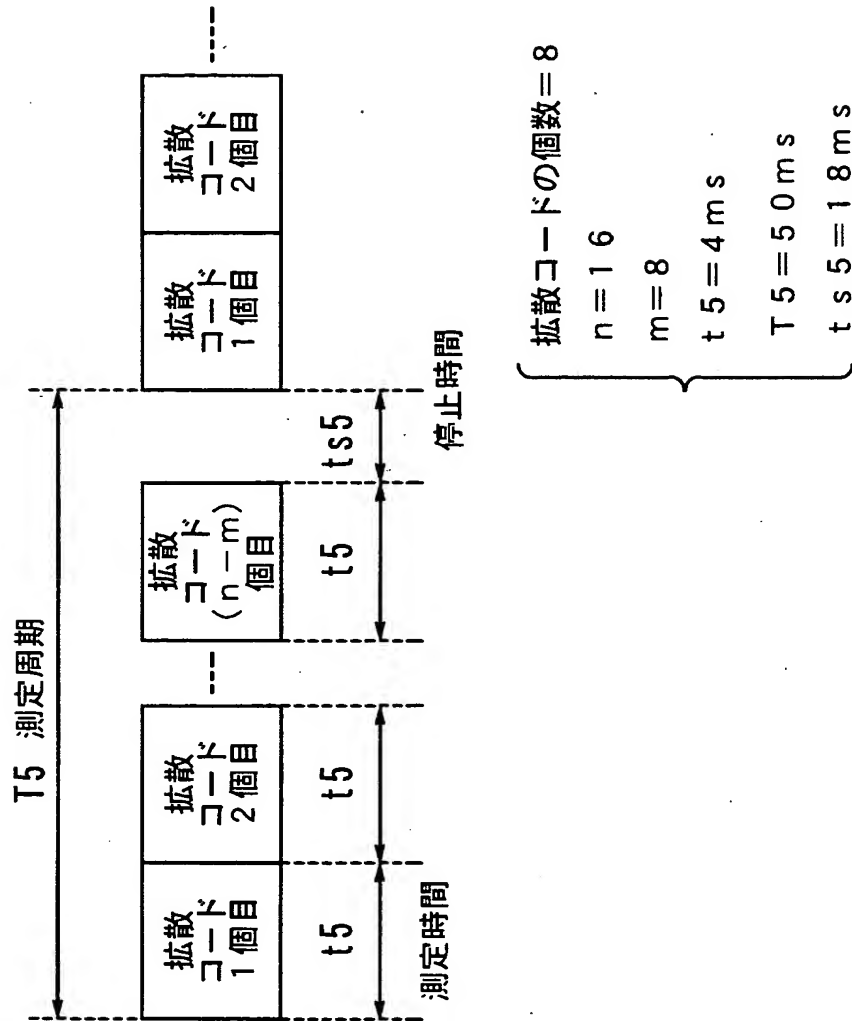 T5 測定周期
拡散
コード
1個目
拡散
コード
2個目
----
拡散
コード
(n-m)
個目
拡散
コード
1個目
拡散
コード
2個目
----
t5
t5
t5
ts5
測定時間
停止時間
拡散コードの個数=8
n=16
m=8
t5=4ms
T5=50ms
ts5=18ms